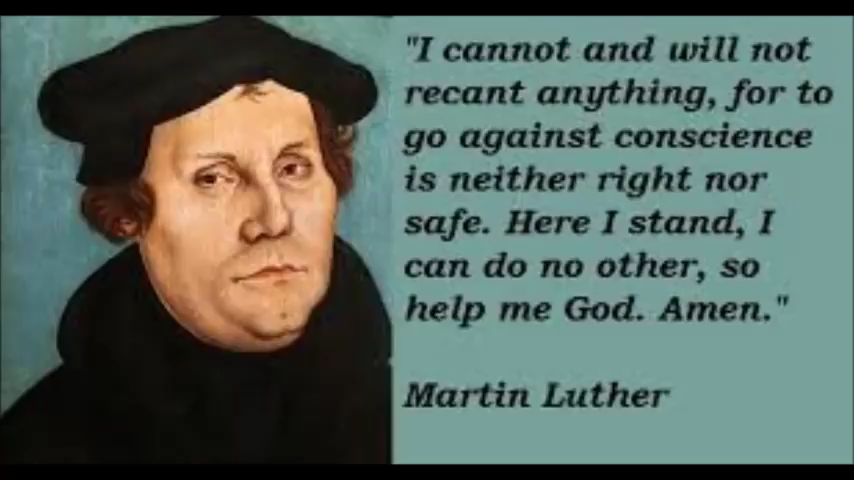 "I cannot and will not
recant anything, for to
go against conscience
is neither right nor
safe. Here I stand, I
can do no other, so
help me God. Amen."
Martin Luther